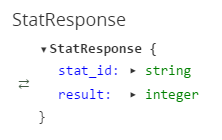 StatResponse
▾StatResponse {
stat_id: ▸ string
result: ▸ integer
}